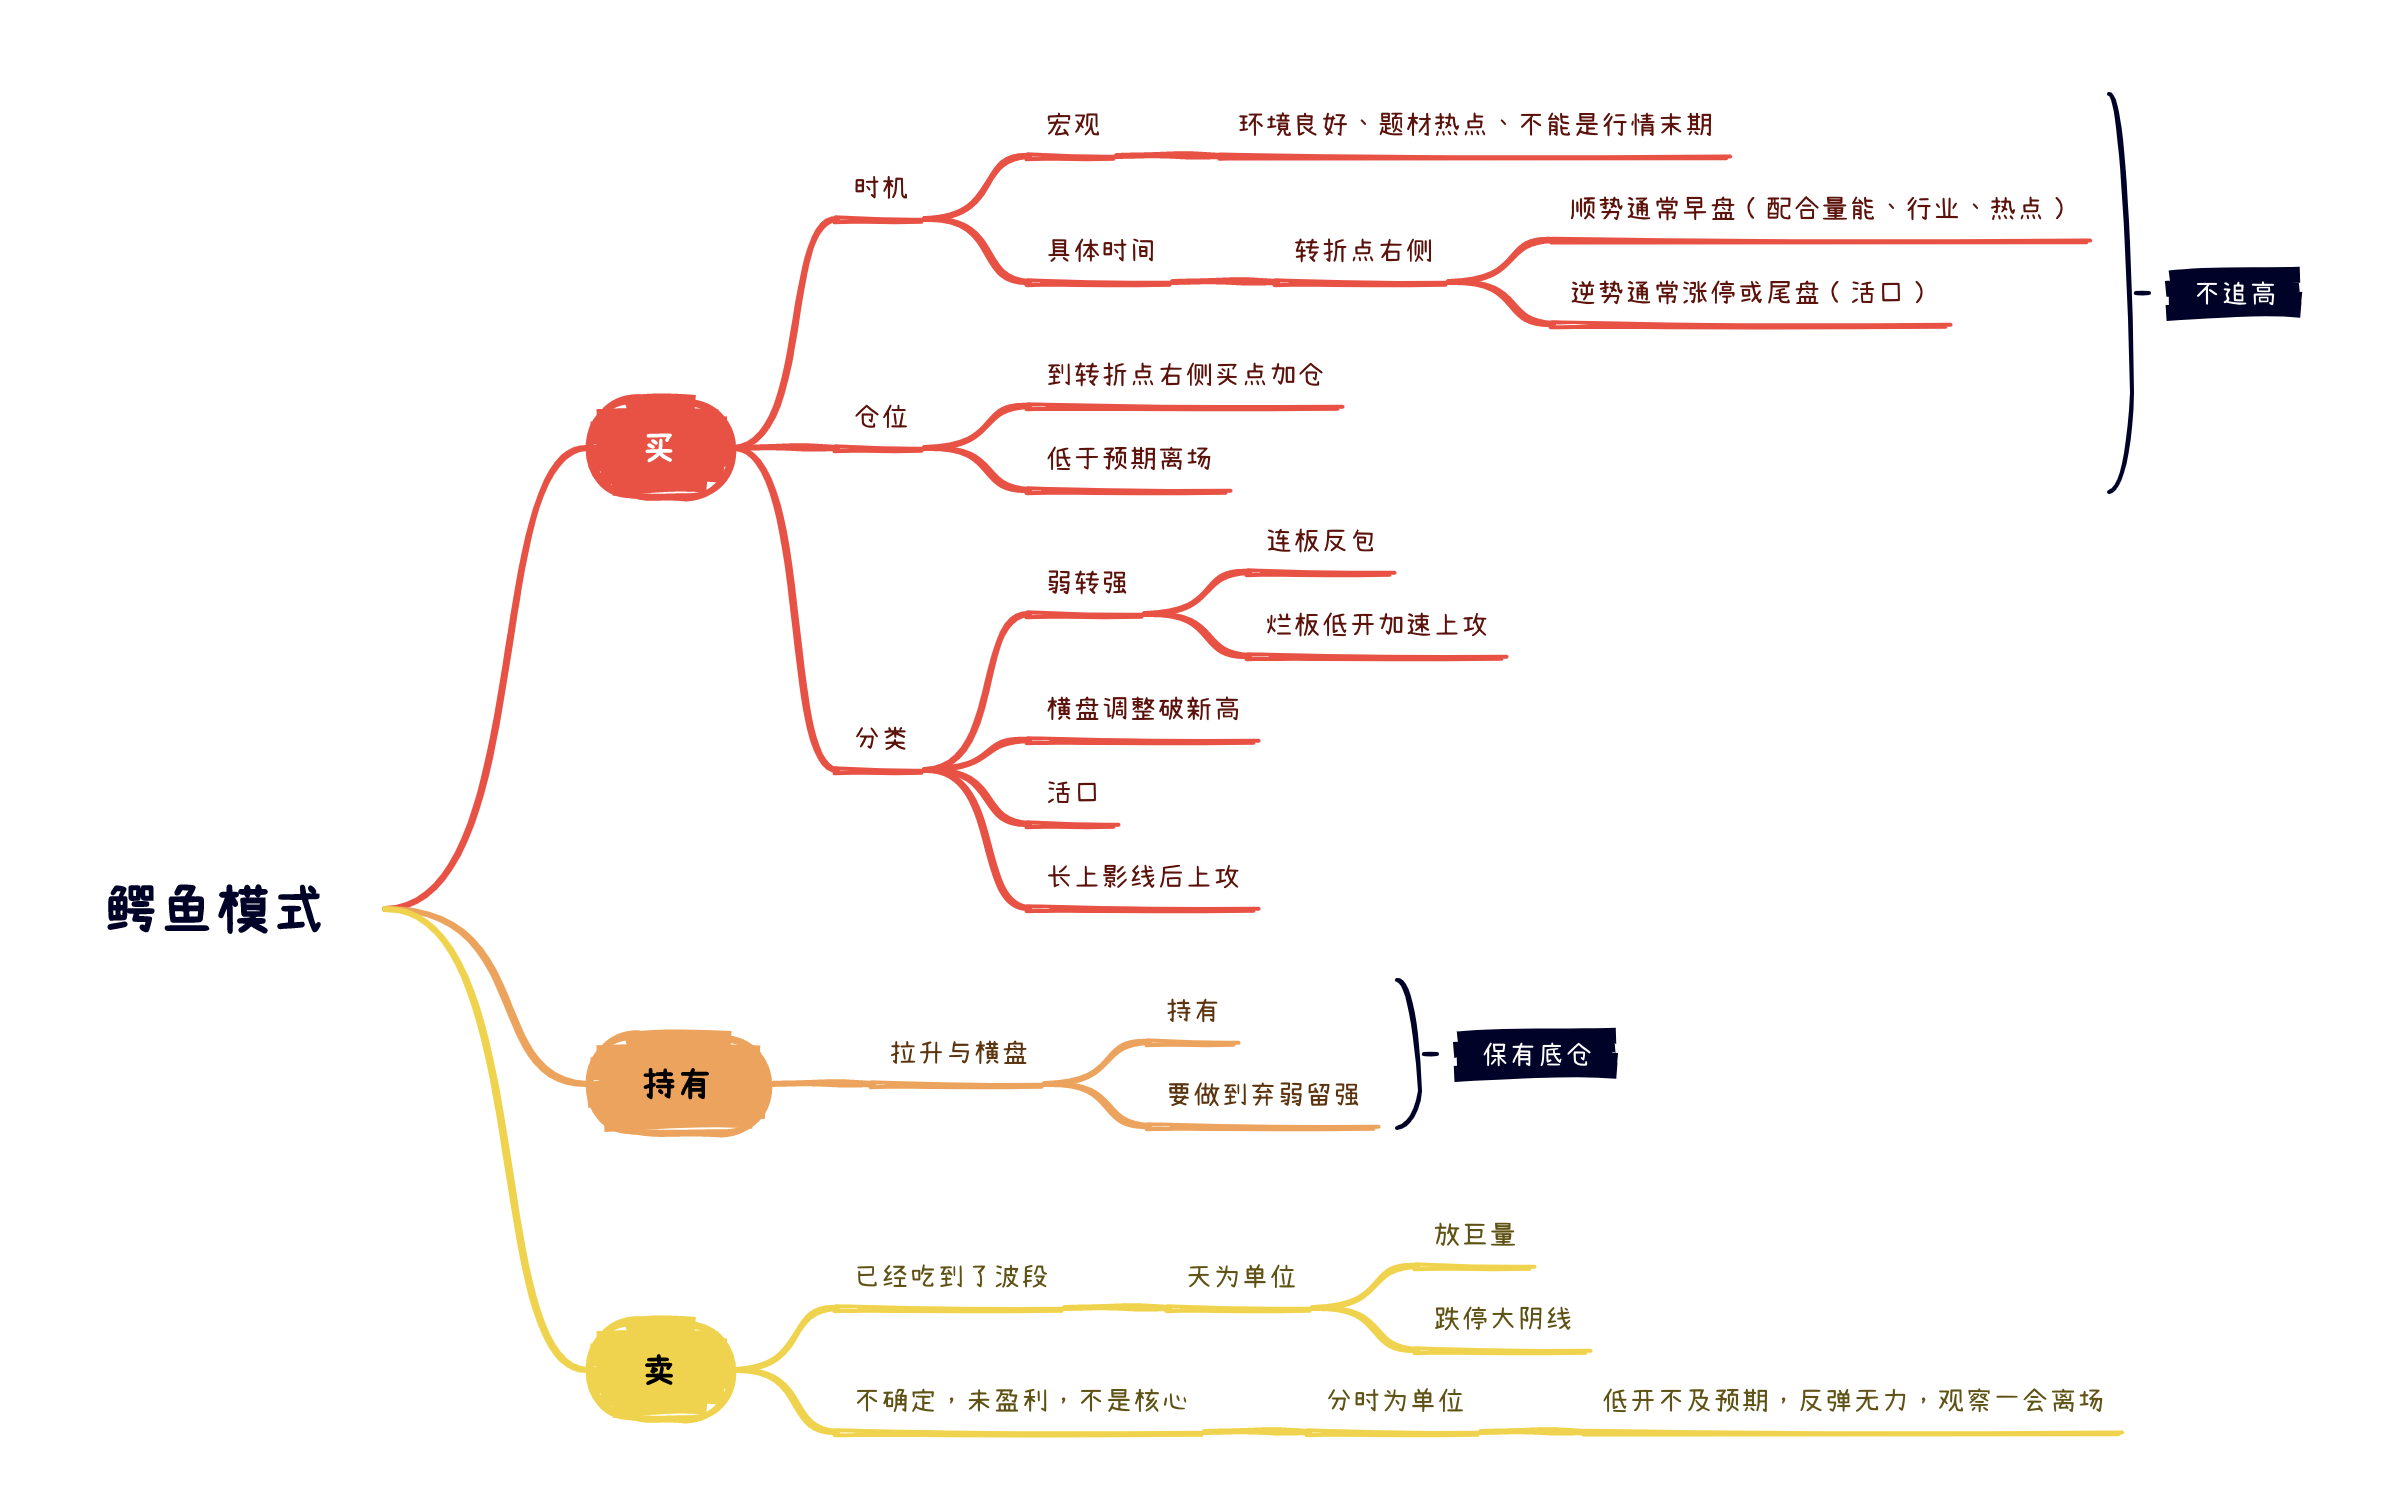 鳄鱼模式
买
时机
宏观
环境良好、题材热点、不能是行情末期
具体时间
转折点右侧
顺势通常早盘（配合量能、行业、热点）
逆势通常涨停或尾盘（活口）
仓位
到转折点右侧买点加仓
低于预期离场
不追高
分类
弱转强
连板反包
烂板低开加速上攻
横盘调整破新高
活口
长上影线后上攻
持有
拉升与横盘
持有
要做到弃弱留强
保有底仓
卖
已经吃到了波段
天为单位
放巨量
跌停大阴线
不确定，未盈利，不是核心
分时为单位
低开不及预期，反弹无力，观察一会离场